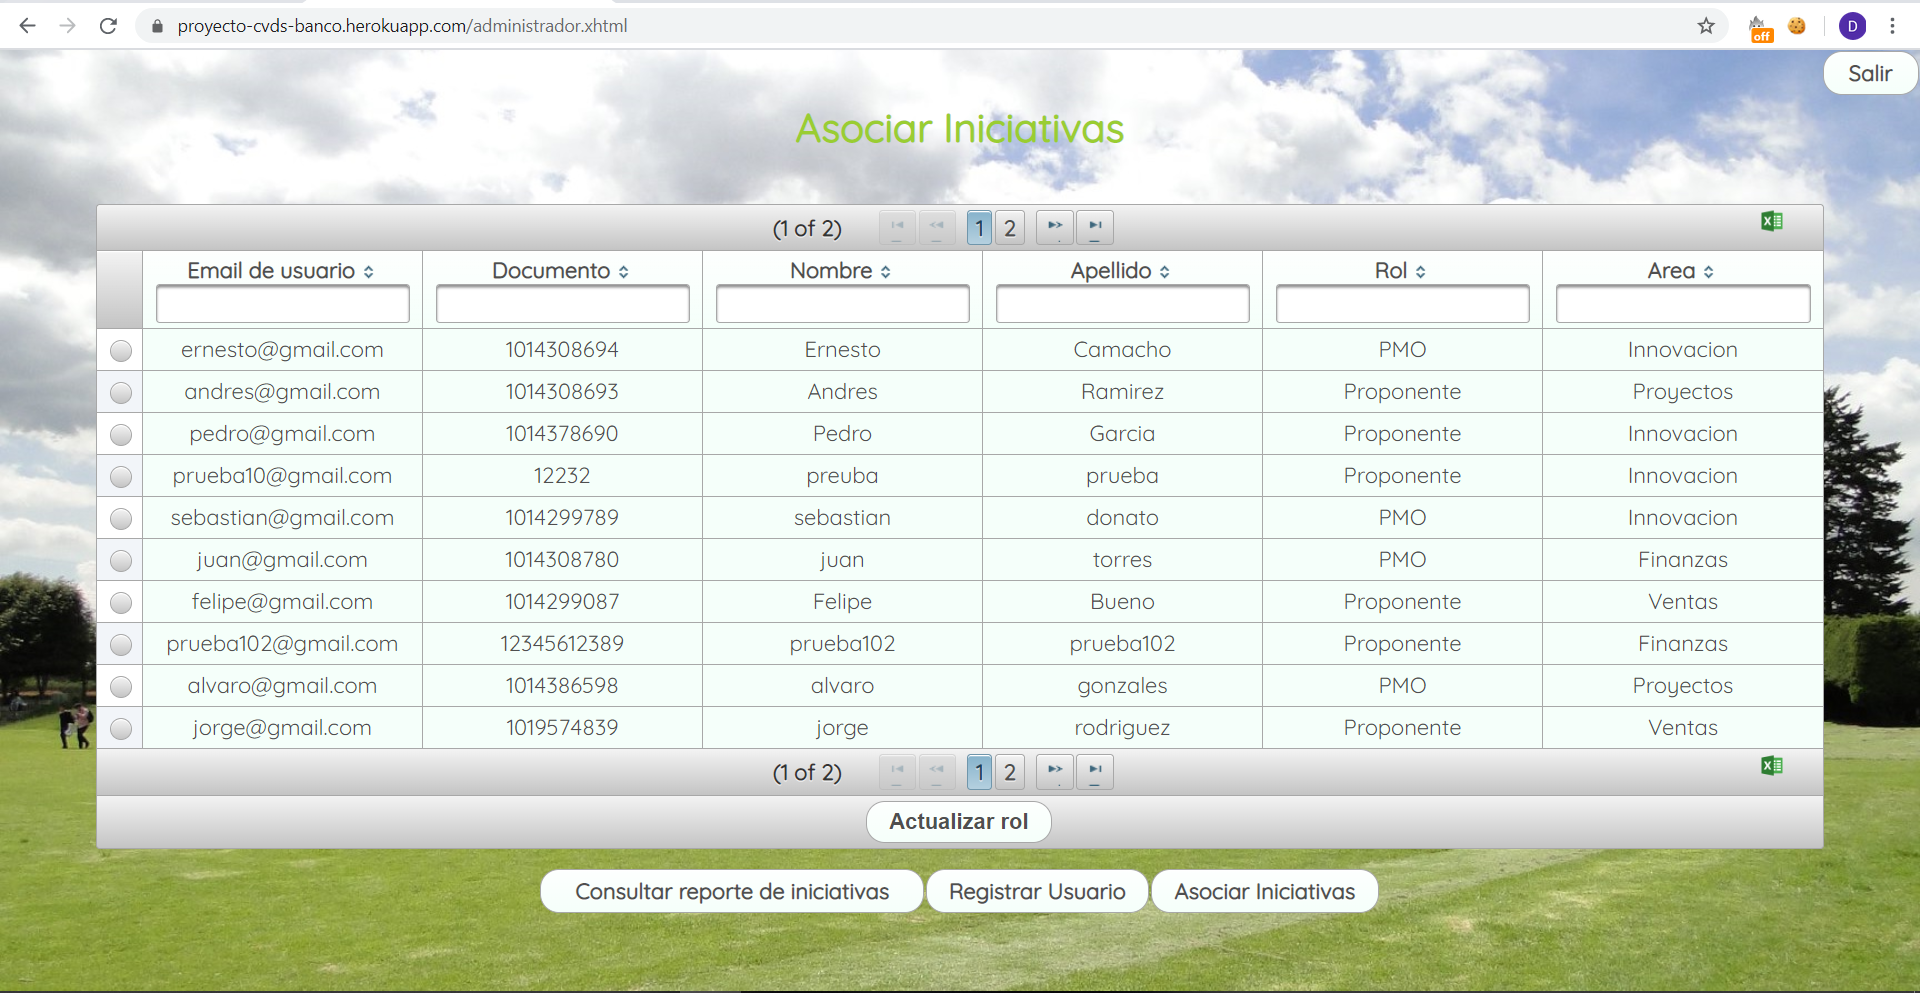 proyecto-cvds-banco.herokuapp.com/administrador.xhtml
off
D
Salir
Asociar Iniciativas
(1 of 2) 1 2
Email de usuario Documento Nombre Apellido Rol Area
ernesto@gmail.com 1014308694 Ernesto Camacho PMO Innovacion
andres@gmail.com 1014308693 Andres Ramirez Proponente Proyectos
pedro@gmail.com 1014378690 Pedro Garcia Proponente Innovacion
prueba10@gmail.com 12232 preuba prueba Proponente Innovacion
sebastian@gmail.com 1014299789 sebastian donato PMO Innovacion
juan@gmail.com 1014308780 juan torres PMO Finanzas
felipe@gmail.com 1014299087 Felipe Bueno Proponente Ventas
prueba102@gmail.com 12345612389 prueba102 prueba102 Proponente Finanzas
alvaro@gmail.com 1014386598 alvaro gonzales PMO Proyectos
jorge@gmail.com 1019574839 jorge rodriguez Proponente Ventas
(1 of 2) 1 2
Actualizar rol
Consultar reporte de iniciativas Registrar Usuario Asociar Iniciativas